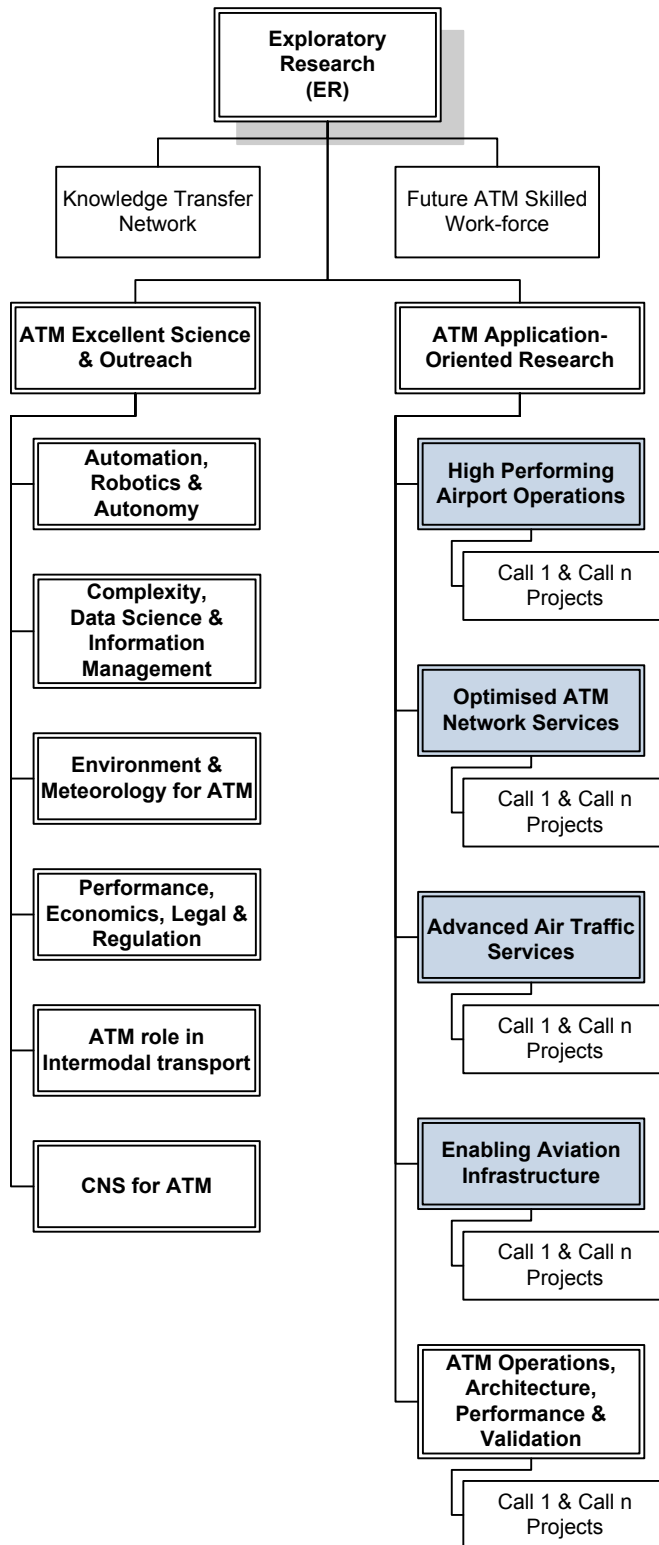 Exploratory
Research
(ER)
Knowledge Transfer
Network
Future ATM Skilled
Work-force
ATM Excellent Science
& Outreach
Automation,
Robotics &
Autonomy
Complexity,
Data Science &
Information
Management
Environment &
Meteorology for ATM
Performance,
Economics, Legal &
Regulation
ATM role in
Intermodal transport
CNS for ATM
ATM Application-
Oriented Research
High Performing
Airport Operations
Call 1 & Call n
Projects
Optimised ATM
Network Services
Call 1 & Call n
Projects
Advanced Air Traffic
Services
Call 1 & Call n
Projects
Enabling Aviation
Infrastructure
Call 1 & Call n
Projects
ATM Operations,
Architecture,
Performance &
Validation
Call 1 & Call n
Projects